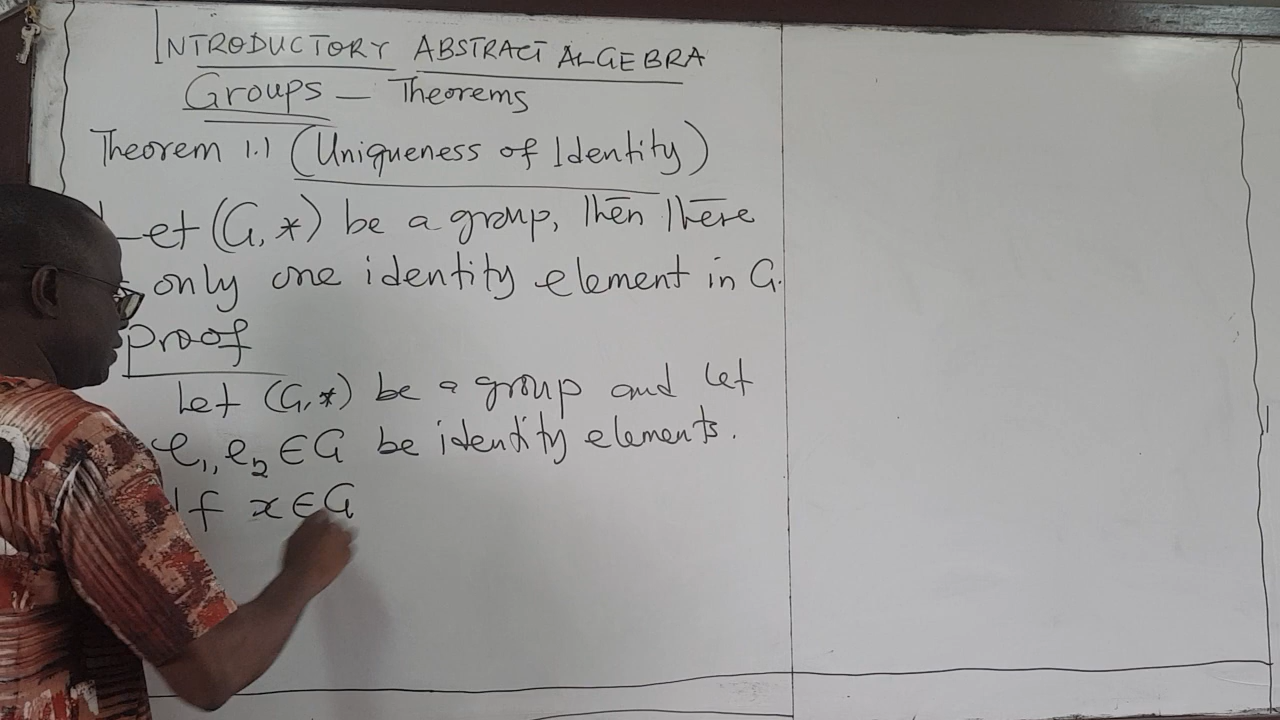 INTRODUCTORY ABSTRACT ALGEBRA
Groups — Theorems
Theorem 1.1 (Uniqueness of Identity)
Let (G, *) be a group, Then There
only one identity element in G.
Proof
Let (G, *) be a group and let
e₁, e₂ ∈ G be identity elements.
If x ∈ G